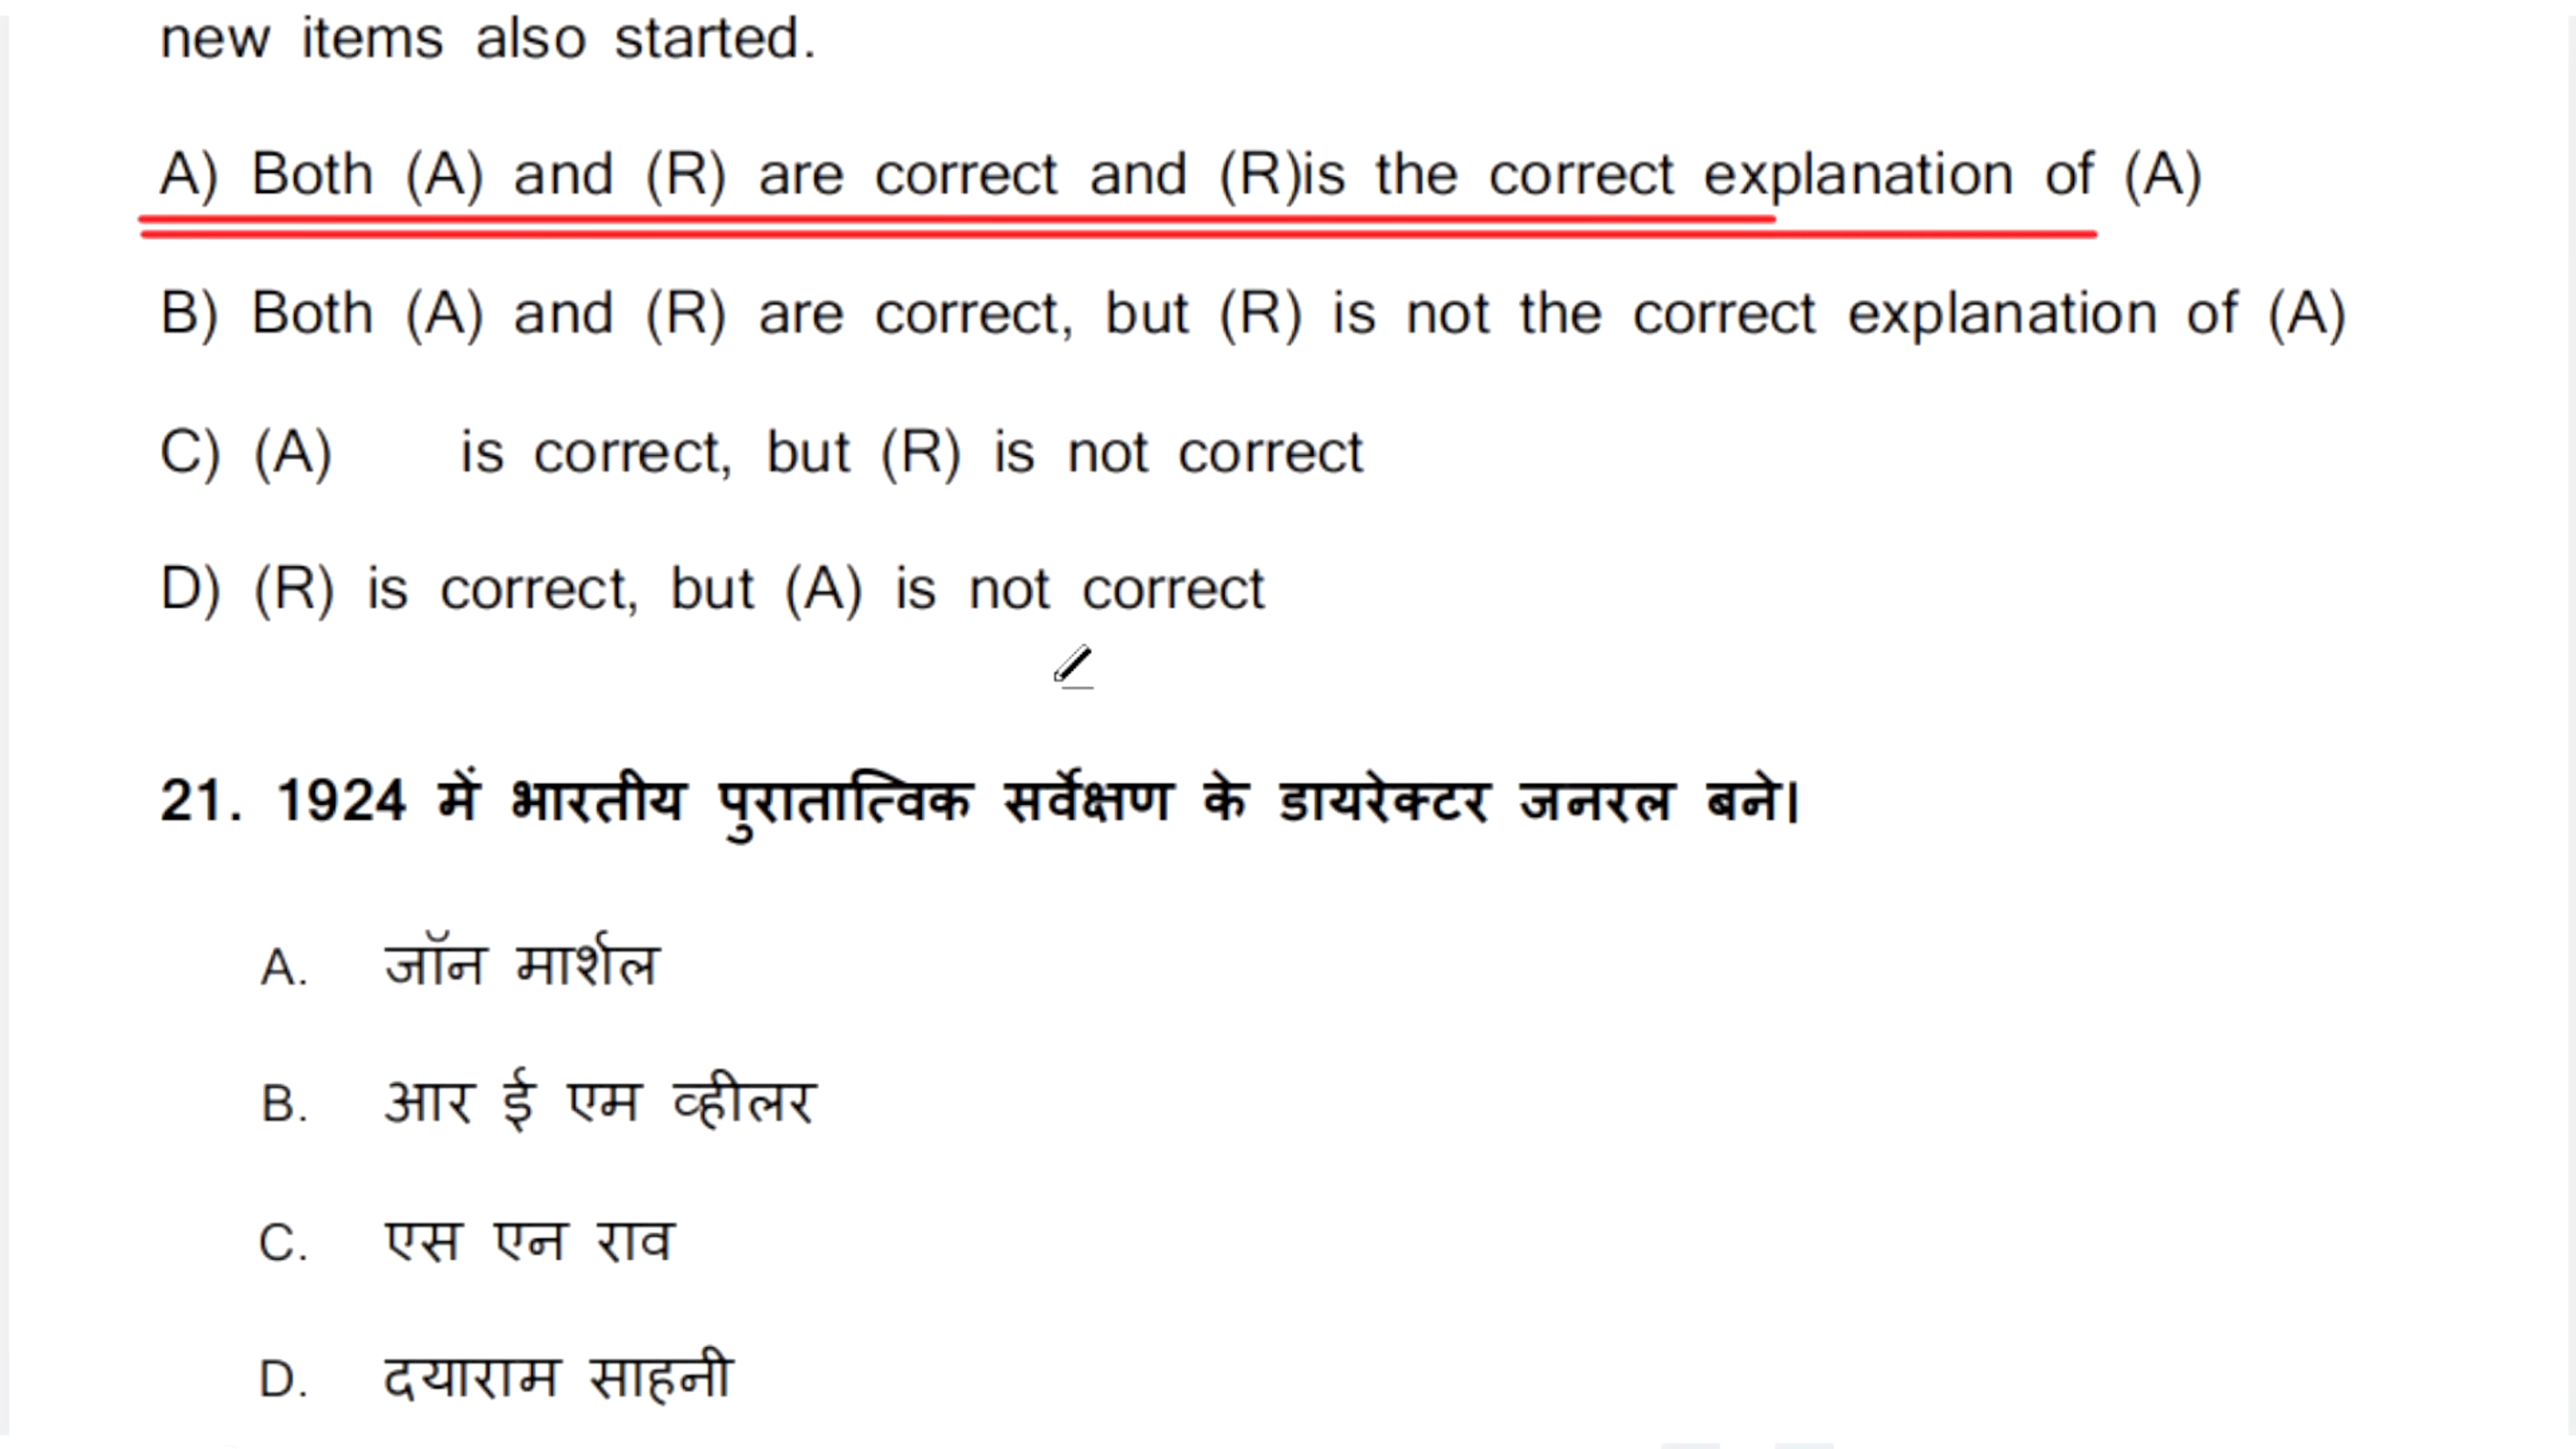 new items also started.
A) Both (A) and (R) are correct and (R)is the correct explanation of (A)
B) Both (A) and (R) are correct, but (R) is not the correct explanation of (A)
C) (A) is correct, but (R) is not correct
D) (R) is correct, but (A) is not correct
21. 1924 में भारतीय पुरातात्विक सर्वेक्षण के डायरेक्टर जनरल बने।
A. जॉन मार्शल
B. आर ई एम व्हीलर
C. एस एन राव
D. दयाराम साहनी